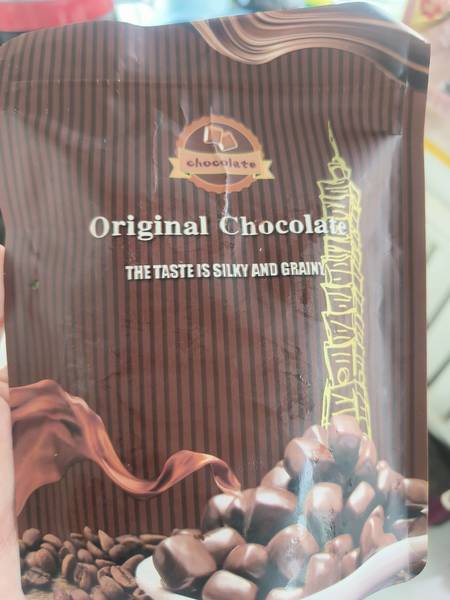 chocolate
Original Chocolate
THE TASTE IS SILKY AND GRAINY